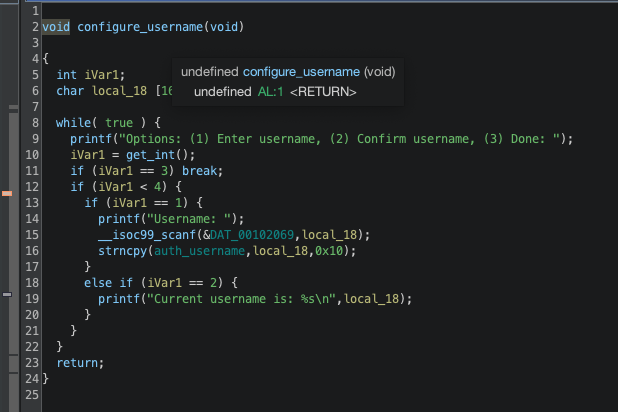 1
2 void configure_username(void)
3
4 {
5 int iVar1;
6 char local_18 [16
7
8 while( true ) {
9 printf("Options: (1) Enter username, (2) Confirm username, (3) Done: ");
10 iVar1 = get_int();
11 if (iVar1 == 3) break;
12 if (iVar1 < 4) {
13 if (iVar1 == 1) {
14 printf("Username: ");
15 __isoc99_scanf(&DAT_00102069,local_18);
16 strncpy(auth_username,local_18,0x10);
17 }
18 else if (iVar1 == 2) {
19 printf("Current username is: %s\n",local_18);
20 }
21 }
22 }
23 return;
24 }
25
undefined configure_username (void)
undefined AL:1 <RETURN>